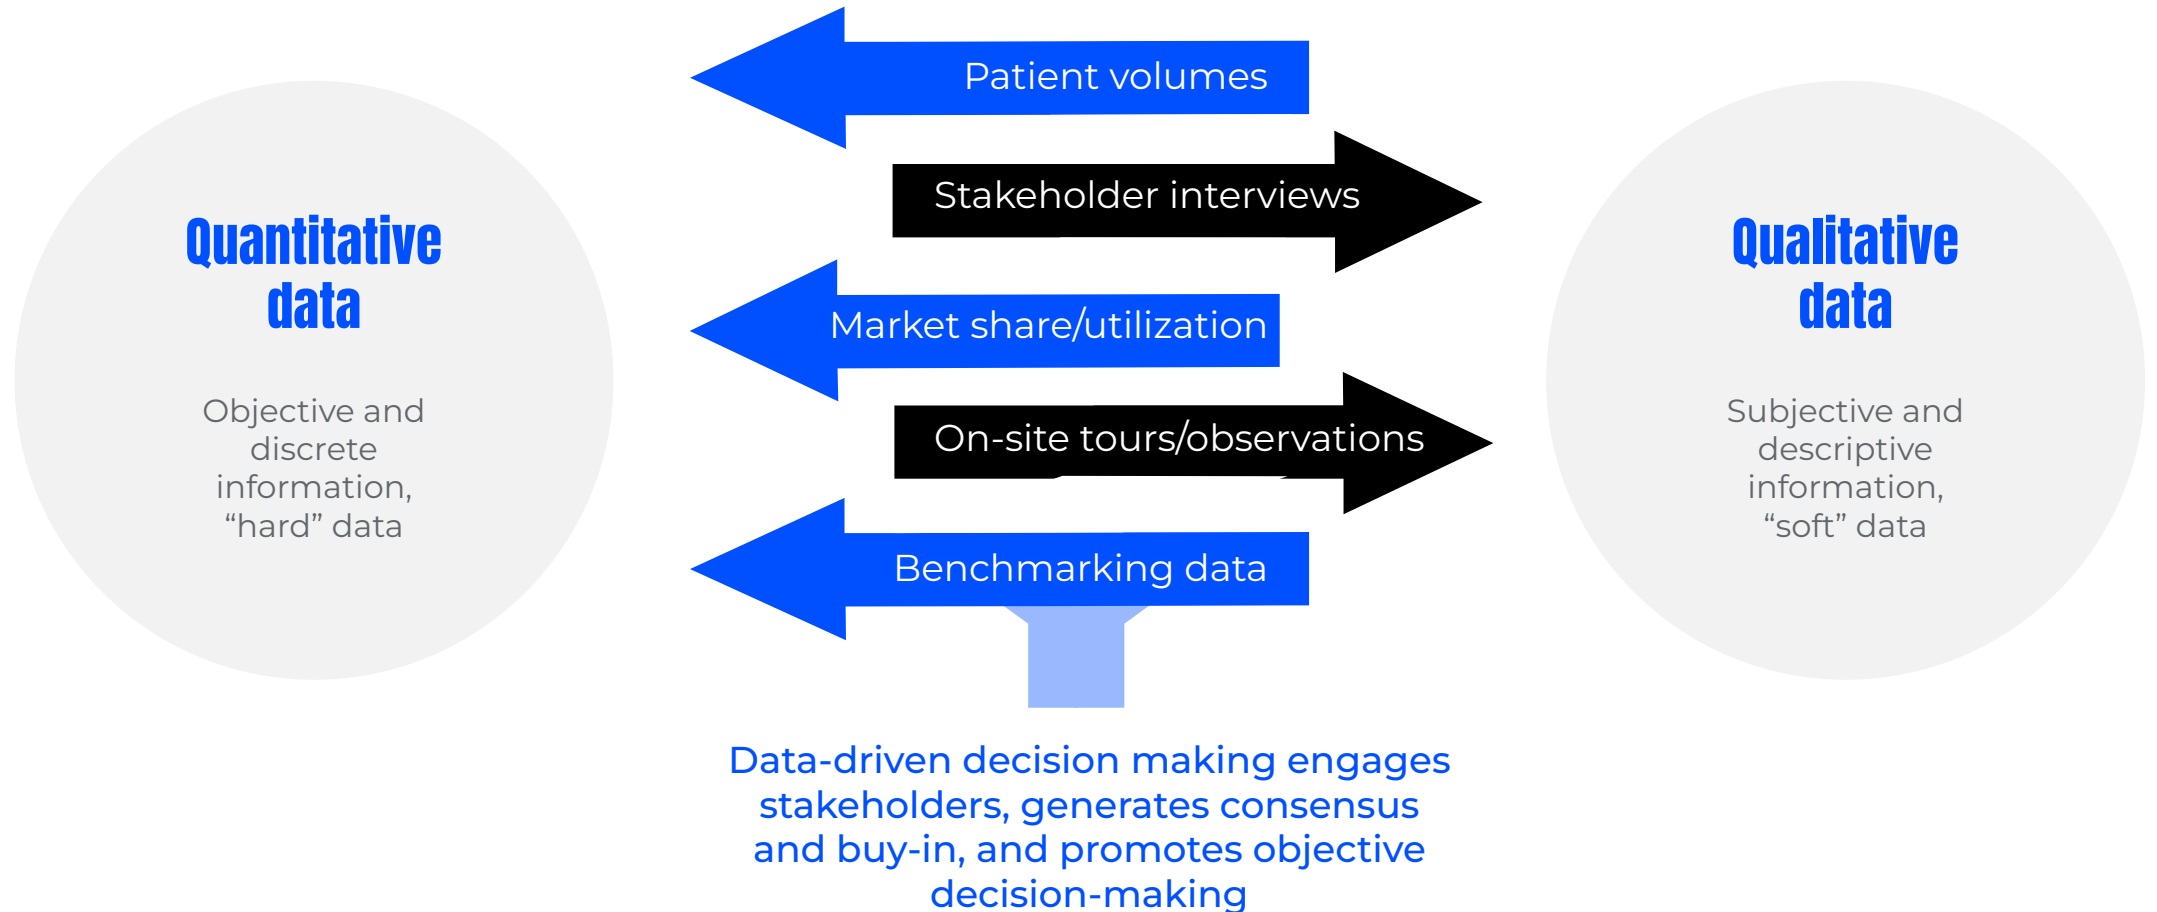 Quantitative
data
Objective and
discrete
information,
“hard” data
Patient volumes
Stakeholder interviews
Market share/utilization
On-site tours/observations
Benchmarking data
Qualitative
data
Subjective and
descriptive
information,
“soft” data
Data-driven decision making engages
stakeholders, generates consensus
and buy-in, and promotes objective
decision-making